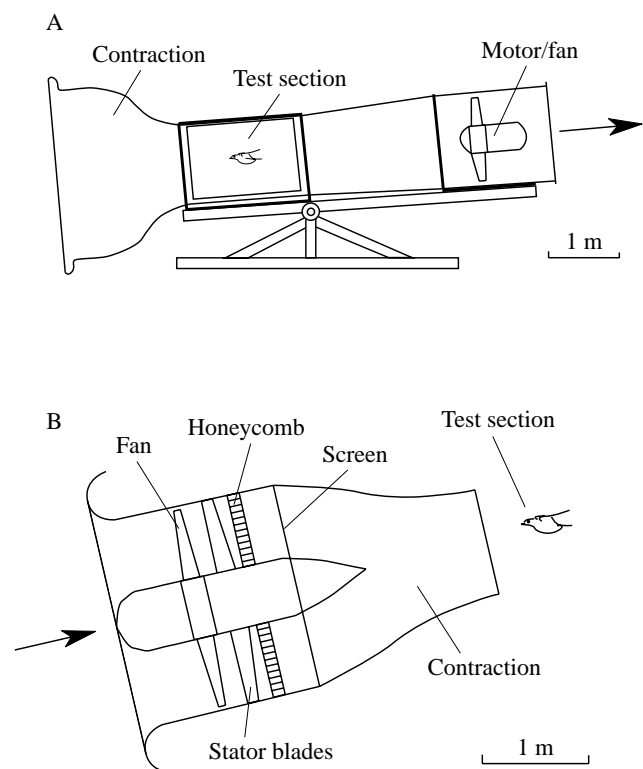 A
Contraction
Test section
Motor/fan
1 m
B
Fan
Honeycomb
Screen
Test section
Contraction
Stator blades
1 m